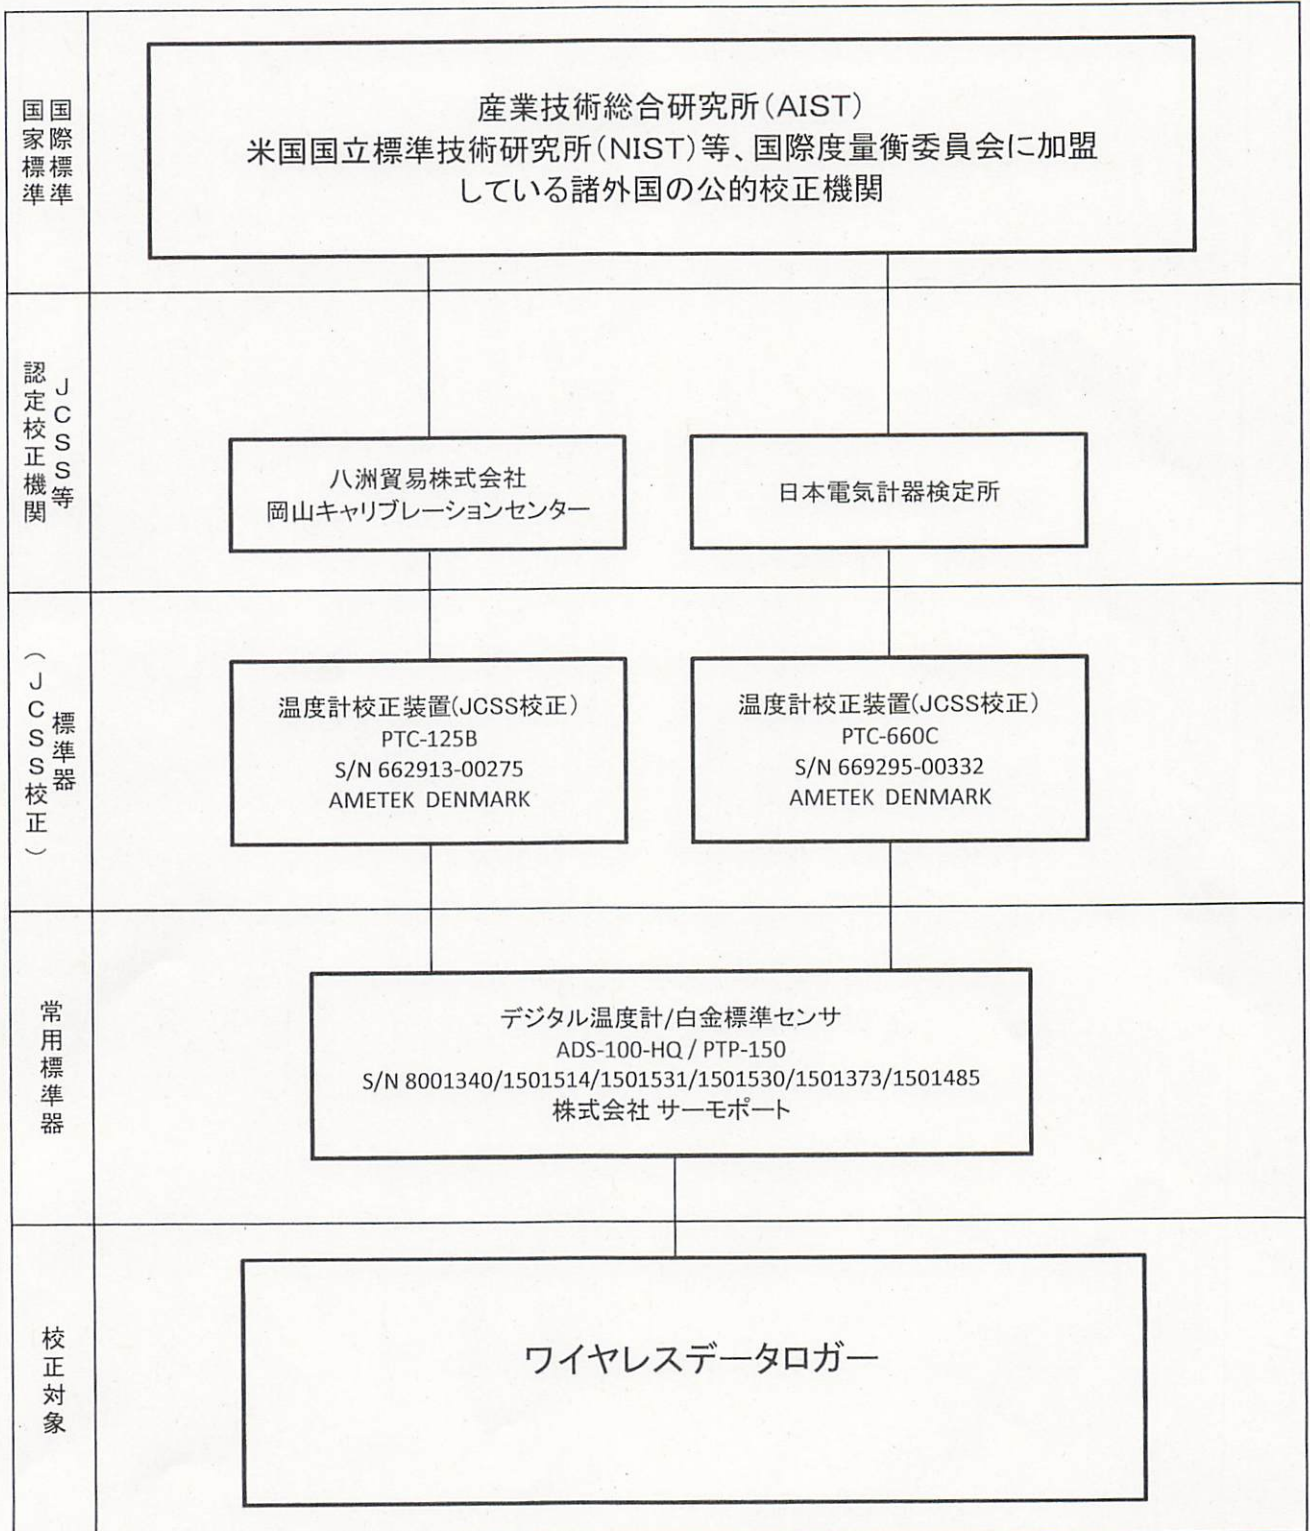 国際標準
国家標準
産業技術総合研究所(AIST)
米国国立標準技術研究所(NIST)等、国際度量衡委員会に加盟
している諸外国の公的校正機関
JCSS等
認定校正機関
八洲貿易株式会社
岡山キャリブレーションセンター
日本電気計器検定所
標準器
(JCSS校正)
温度計校正装置(JCSS校正)
PTC-125B
S/N 662913-00275
AMETEK DENMARK
温度計校正装置(JCSS校正)
PTC-660C
S/N 669295-00332
AMETEK DENMARK
常用標準器
デジタル温度計/白金標準センサ
ADS-100-HQ / PTP-150
S/N 8001340/1501514/1501531/1501530/1501373/1501485
株式会社 サーモポート
校正対象
ワイヤレスデータロガー